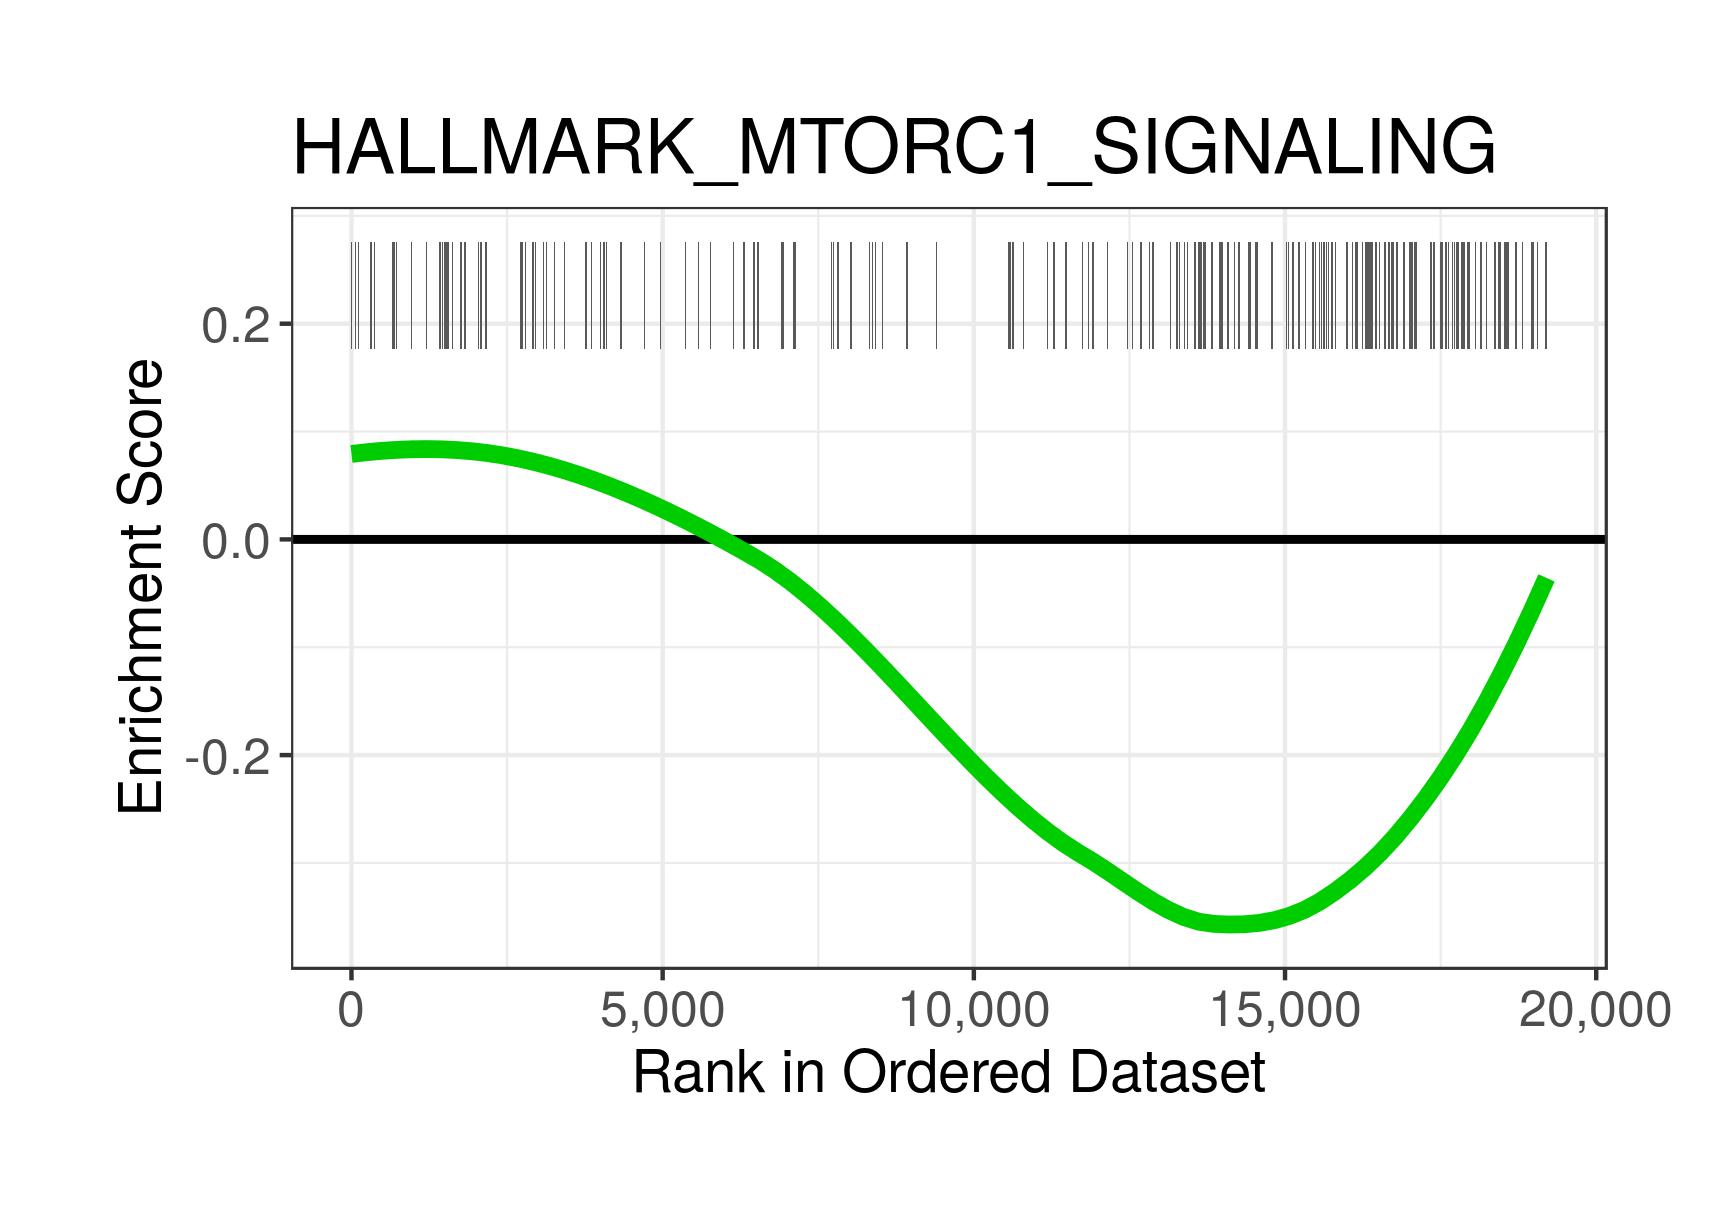 HALLMARK_MTORC1_SIGNALING
Enrichment Score
0.2
0.0
-0.2
0
5,000
10,000
15,000
20,000
Rank in Ordered Dataset